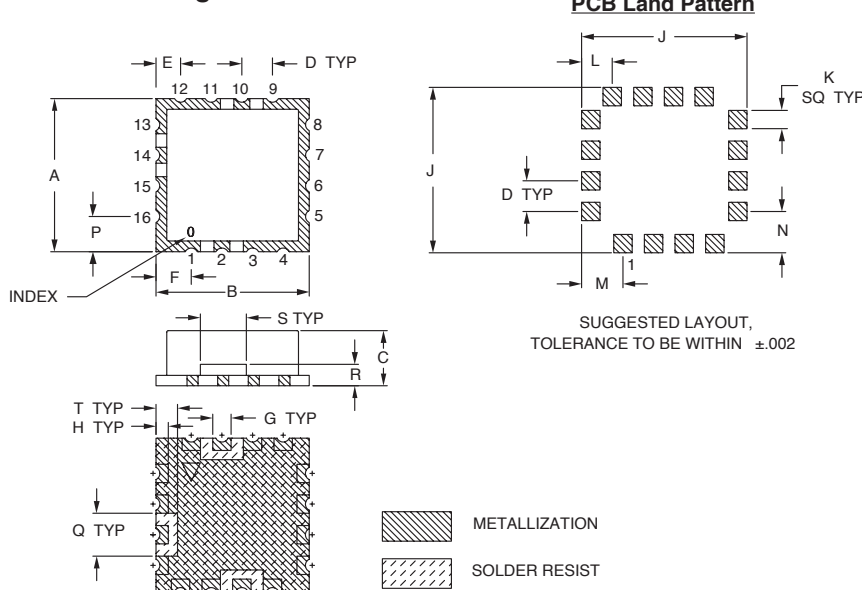 PCB Land Pattern
E
D TYP
12 11 10 9
13
14
15
16
8
7
6
5
A
P
0
1 2 3 4
F
B
INDEX
J
L
K
SQ TYP
J
D TYP
N
1
M
SUGGESTED LAYOUT,
TOLERANCE TO BE WITHIN ±.002
S TYP
C
R
T TYP
H TYP
G TYP
Q TYP
METALLIZATION
SOLDER RESIST